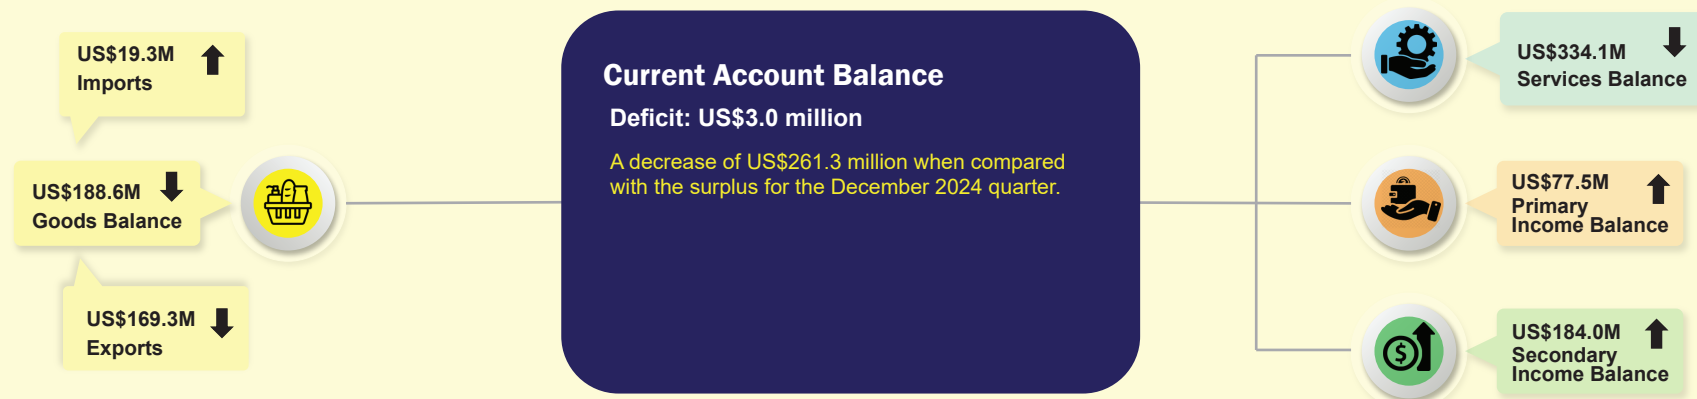 US$19.3M
Imports
US$188.6M
Goods Balance
US$169.3M
Exports
Current Account Balance
Deficit: US$3.0 million
A decrease of US$261.3 million when compared
with the surplus for the December 2024 quarter.
US$334.1M
Services Balance
US$77.5M
Primary
Income Balance
$
US$184.0M
Secondary
Income Balance